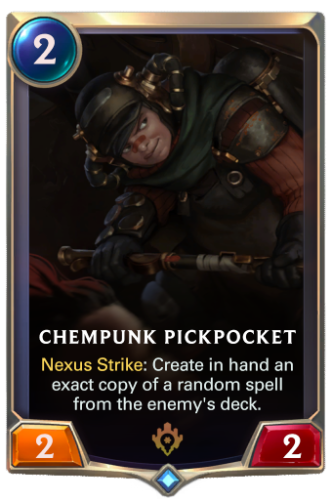 2
CHEMPUNK PICKPOCKET
Nexus Strike: Create in hand an
exact copy of a random spell
from the enemy's deck.
2 2